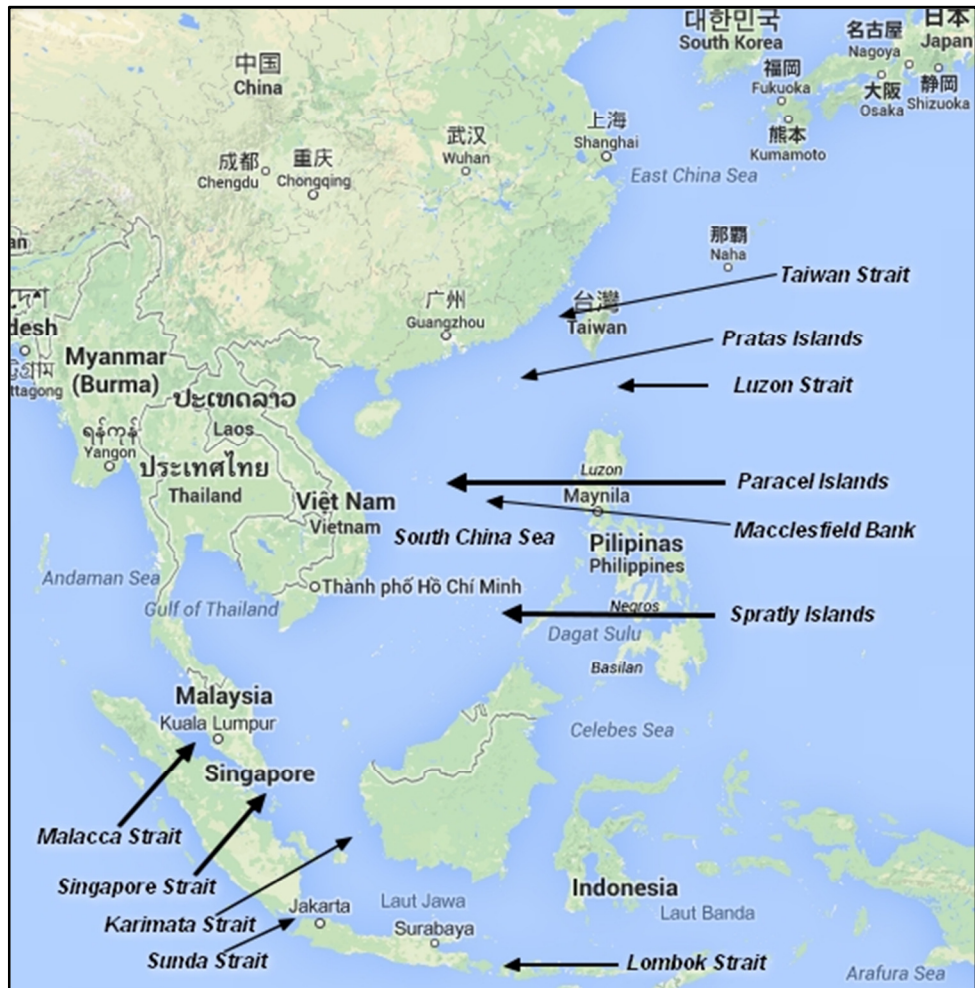 대한민국
South Korea
日本
Japan
名古屋
Nagoya
福岡
Fukuoka
大阪
Osaka
静岡
Shizuoka
熊本
Kumamoto
中国
China
上海
Shanghai
武汉
Wuhan
成都
Chengdu
重庆
Chongqing
East China Sea
an
那覇
Naha
Taiwan Strait
广州
Guangzhou
台灣
Taiwan
desh
Pratas Islands
Myanmar
(Burma)
ttagong
Luzon Strait
ປະເທດລາວ
Laos
ရန်ကုန်
Yangon
ประเทศไทย
Thailand
Luzon
Paracel Islands
Việt Nam
Vietnam
Maynila
Macclesfield Bank
South China Sea
Pilipinas
Philippines
Andaman Sea
Thành phố Hồ Chí Minh
Gulf of Thailand
Negros
Spratly Islands
Dagat Sulu
Basilan
Malaysia
Kuala Lumpur
Celebes Sea
Singapore
Malacca Strait
Singapore Strait
Indonesia
Karimata Strait
Jakarta
Laut Jawa
Laut Banda
Surabaya
Sunda Strait
Lombok Strait
Arafura Sea